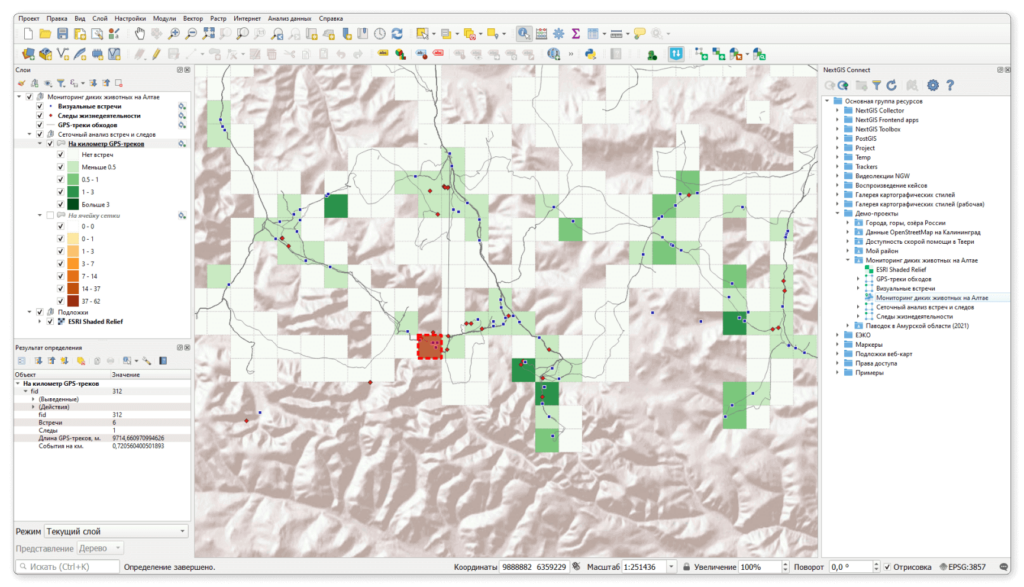 Проект Правка Вид Слой Настройки Модули Вектор Растр Интернет Анализ данных Справка
Слои
Мониторинг диких животных на Алтае
Визуальные встречи
Следы жизнедеятельности
GPS-треки обходов
Сеточный анализ встреч и следов
На километр GPS-треков
Нет встреч
Меньше 0.5
0.5 - 1
1 - 3
Больше 3
На ячейку сетки
0 - 0
0 - 1
1 - 3
3 - 7
7 - 14
14 - 37
37 - 62
Подложки
ESRI Shaded Relief
Результат определения
Объект Значение
На километр GPS-треков
fid 312
(Выведенные)
(Действия)
fid 312
Встречи 6
Следы 1
Длина GPS-треков, м. 9714,660970994626
События на км. 0,720560400501893
Режим Текущий слой
Представление Дерево
NextGIS Connect
Основная группа ресурсов
NextGIS Collector
NextGIS Frontend apps
NextGIS Toolbox
PostGIS
Project
Temp
Trackers
Видеолекции NGW
Воспроизведение кейсов
Галерея картографических стилей
Галерея картографических стилей (рабочая)
Демо-проекты
Города, горы, озёра России
Данные OpenStreetMap на Калининград
Доступность скорой помощи в Твери
Мой район
Мониторинг диких животных на Алтае
ESRI Shaded Relief
GPS-треки обходов
Визуальные встречи
Мониторинг диких животных на Алтае
Сеточный анализ встреч и следов
Следы жизнедеятельности
Паводок в Амурской области (2021)
ЕЭКО
Маркеры
Подложки веб-карт
Права доступа
Примеры
Искать (Ctrl+K) Определение завершено. Координаты 9888882 6359229 Масштаб 1:251436 Увеличение 100% Поворот 0,0 ° Отрисовка EPSG:3857